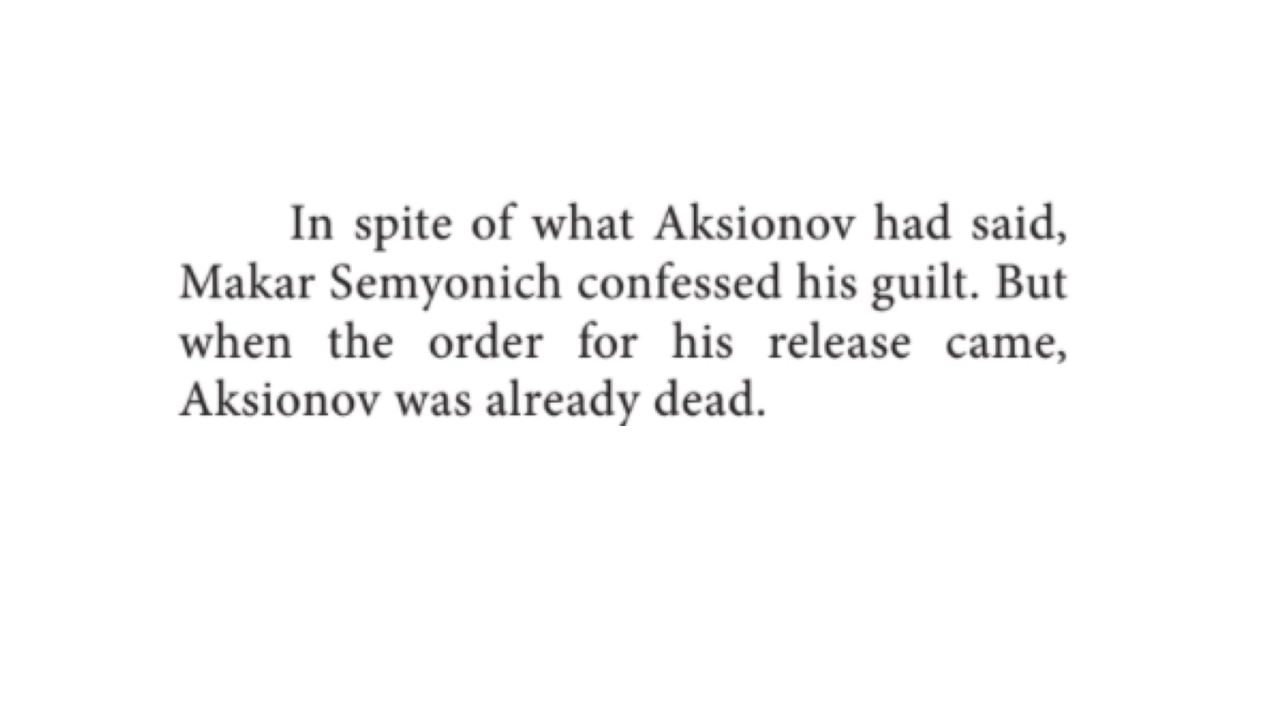 In spite of what Aksionov had said,
Makar Semyonich confessed his guilt. But
when the order for his release came,
Aksionov was already dead.